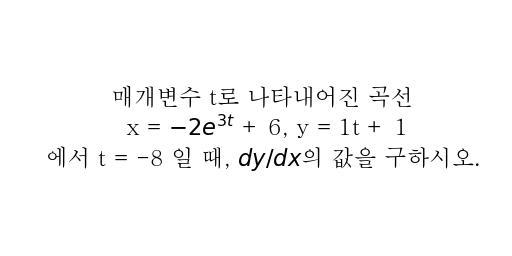 매개변수 t로 나타내어진 곡선
x = −2e^{3t} + 6, y = 1t + 1
에서 t = −8 일 때, dy/dx의 값을 구하시오.